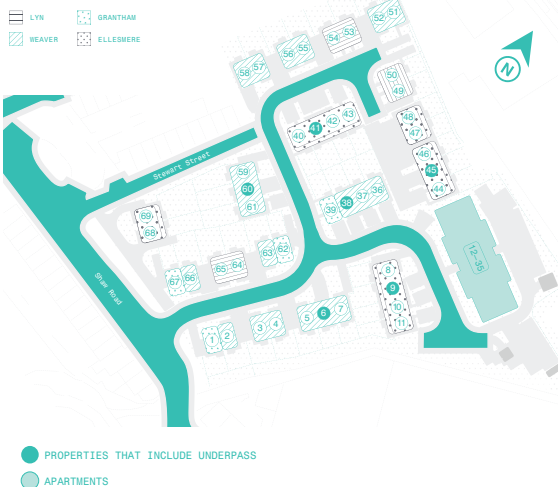 LYN
GRANTHAM
WEAVER
ELLESMERE
52 51
54 53
56 55
58 57
50
49
40 41 42 43
48
47
46
45
44
Stewart Street
59
60
61
39 38 37 36
69
68
12-35
63 62
65 64
67 66
Shaw Road
8
9
10
11
1 2
3 4
5 6 7
N
PROPERTIES THAT INCLUDE UNDERPASS
APARTMENTS